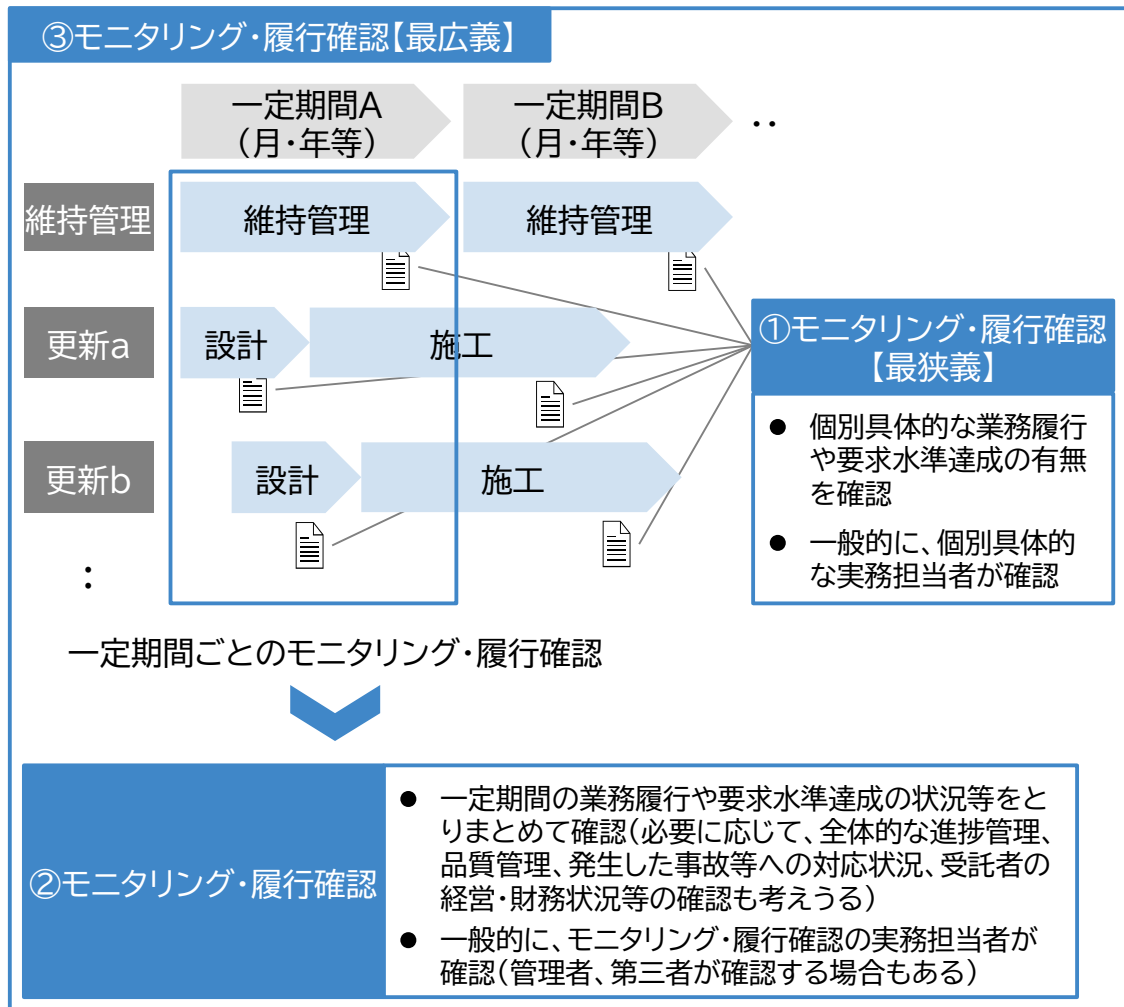 ③モニタリング・履行確認【最広義】
一定期間A
（月・年等）
一定期間B
（月・年等）
‥
維持管理
維持管理
維持管理
更新a
設計
施工
①モニタリング・履行確認
【最狭義】
● 個別具体的な業務履行
や要求水準達成の有無
を確認
● 一般的に、個別具体的
な実務担当者が確認
更新b
設計
施工
：
一定期間ごとのモニタリング・履行確認
②モニタリング・履行確認
● 一定期間の業務履行や要求水準達成の状況等をと
りまとめて確認（必要に応じて、全体的な進捗管理、
品質管理、発生した事故等への対応状況、受託者の
経営・財務状況等の確認も考えうる）
● 一般的に、モニタリング・履行確認の実務担当者が
確認（管理者、第三者が確認する場合もある）